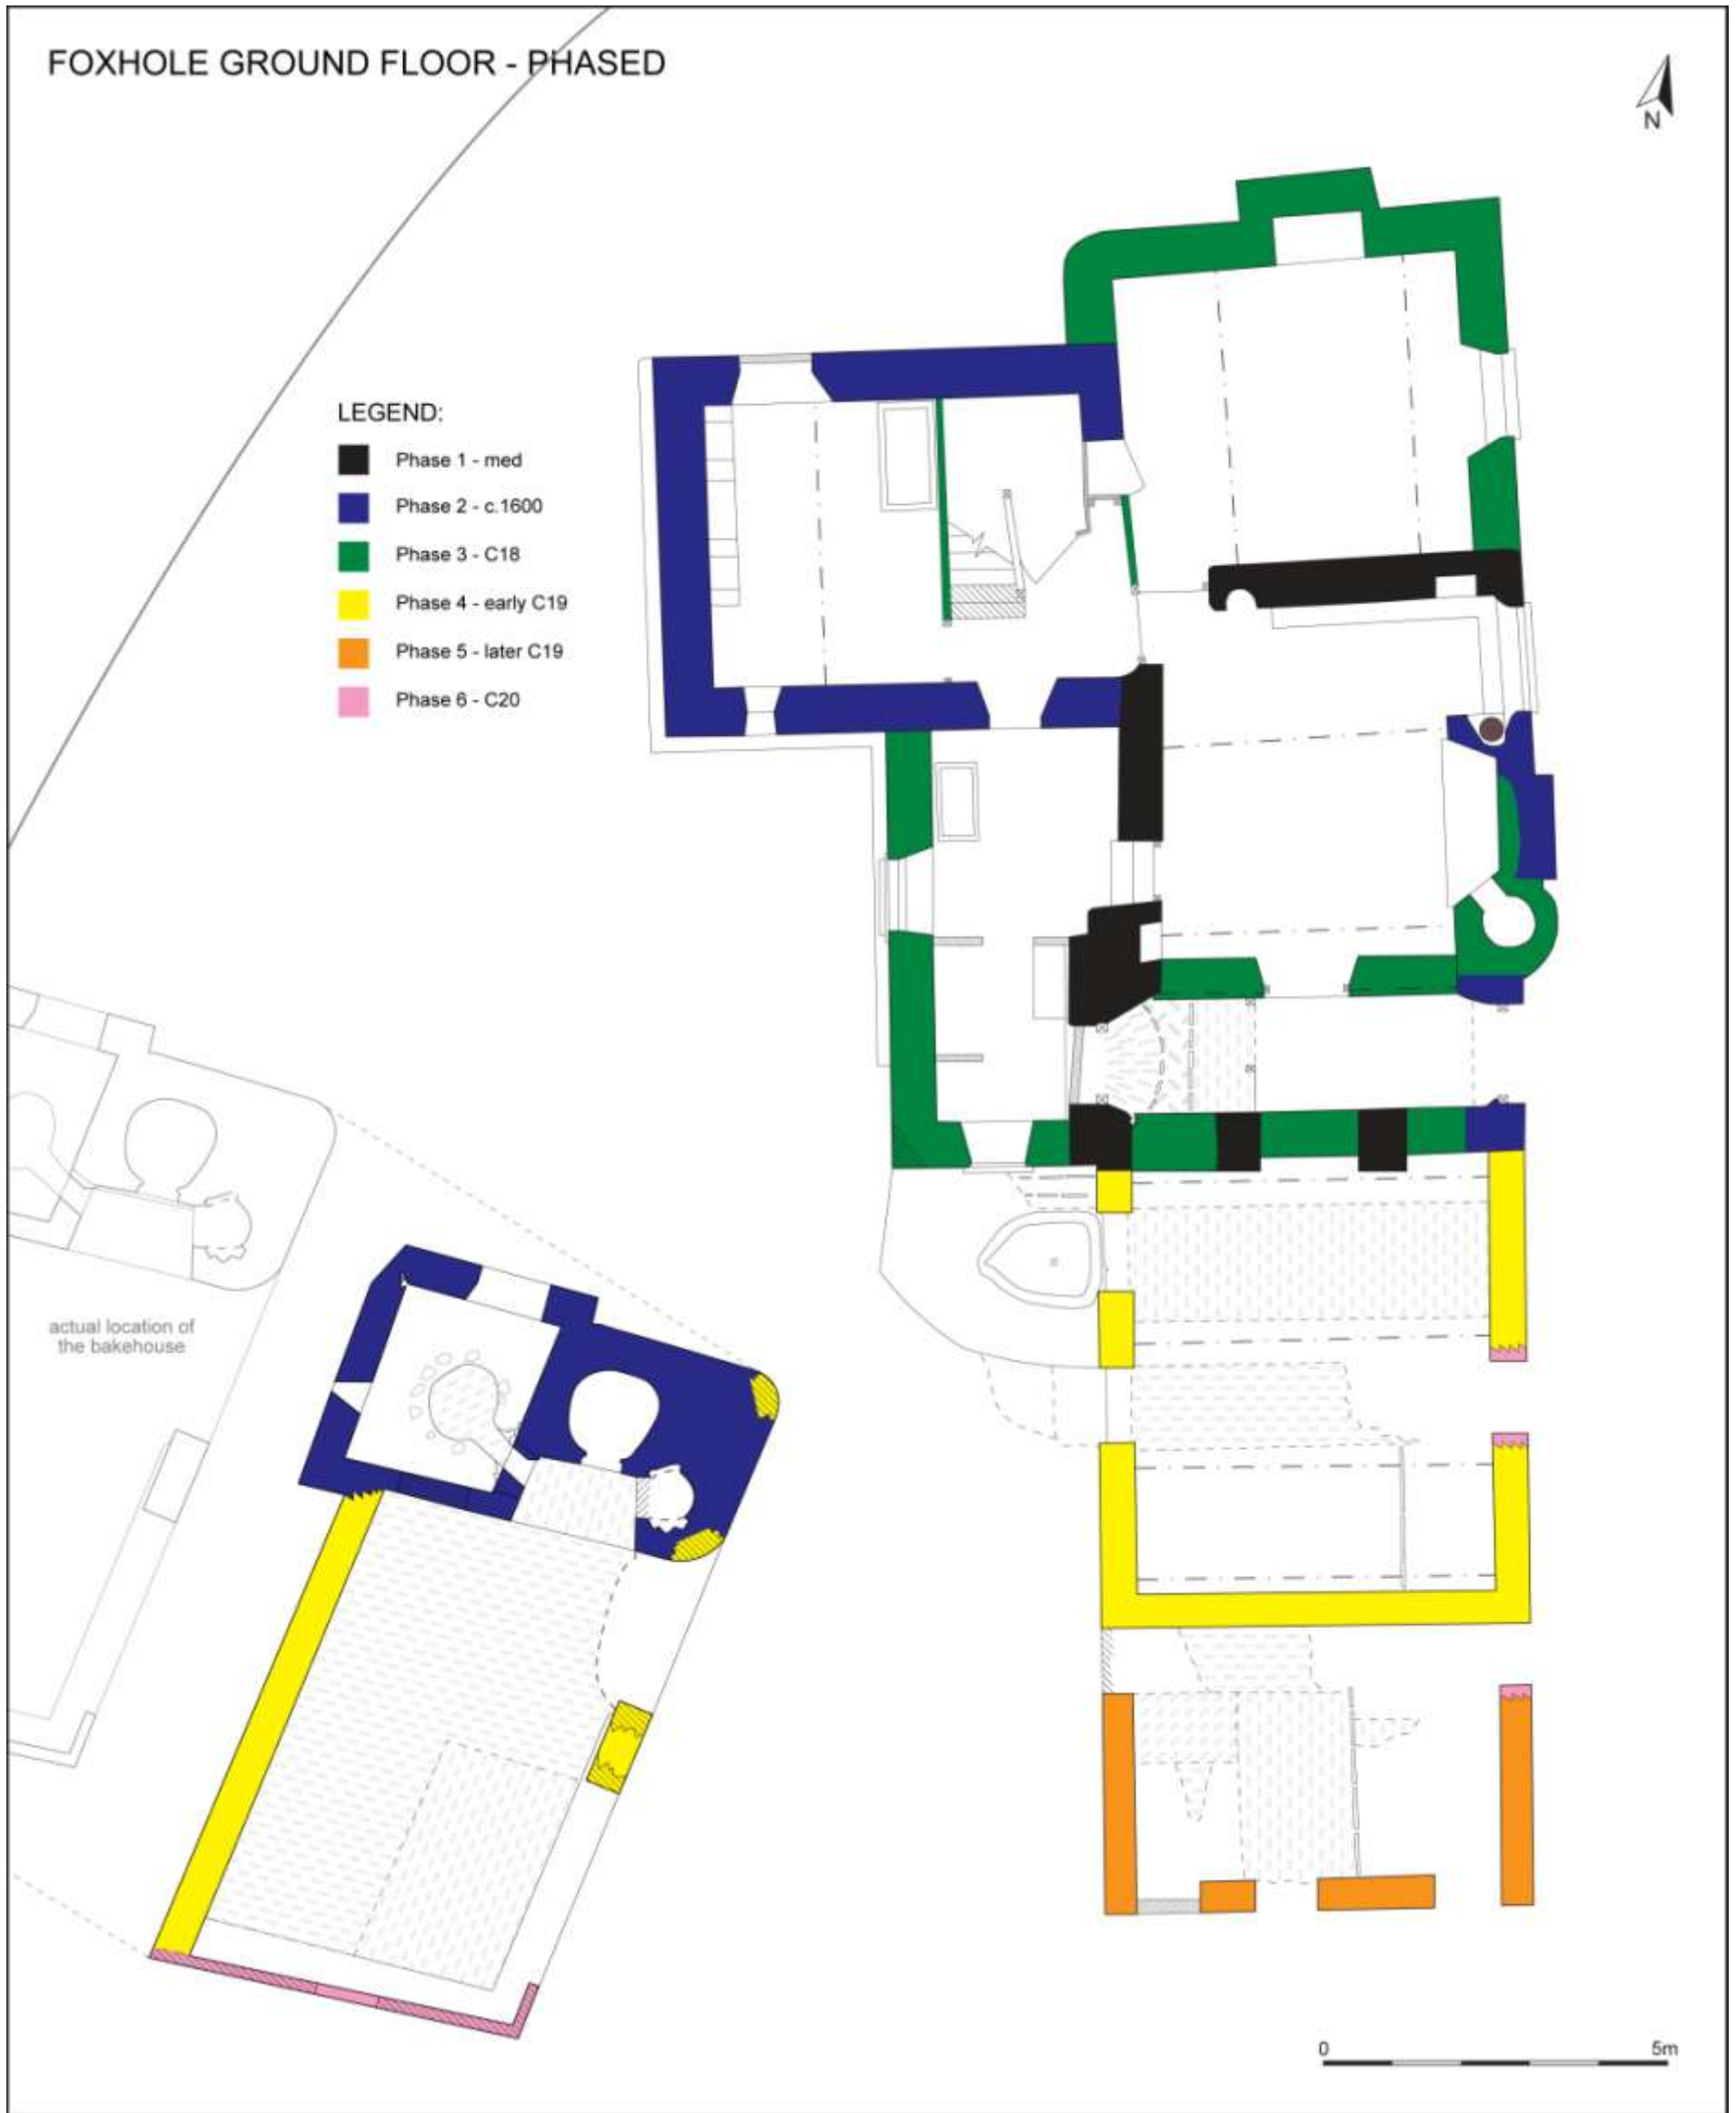 FOXHOLE GROUND FLOOR - PHASED
N
LEGEND:
Phase 1 - med
Phase 2 - c.1600
Phase 3 - C18
Phase 4 - early C19
Phase 5 - later C19
Phase 6 - C20
actual location of
the bakehouse
0 5m